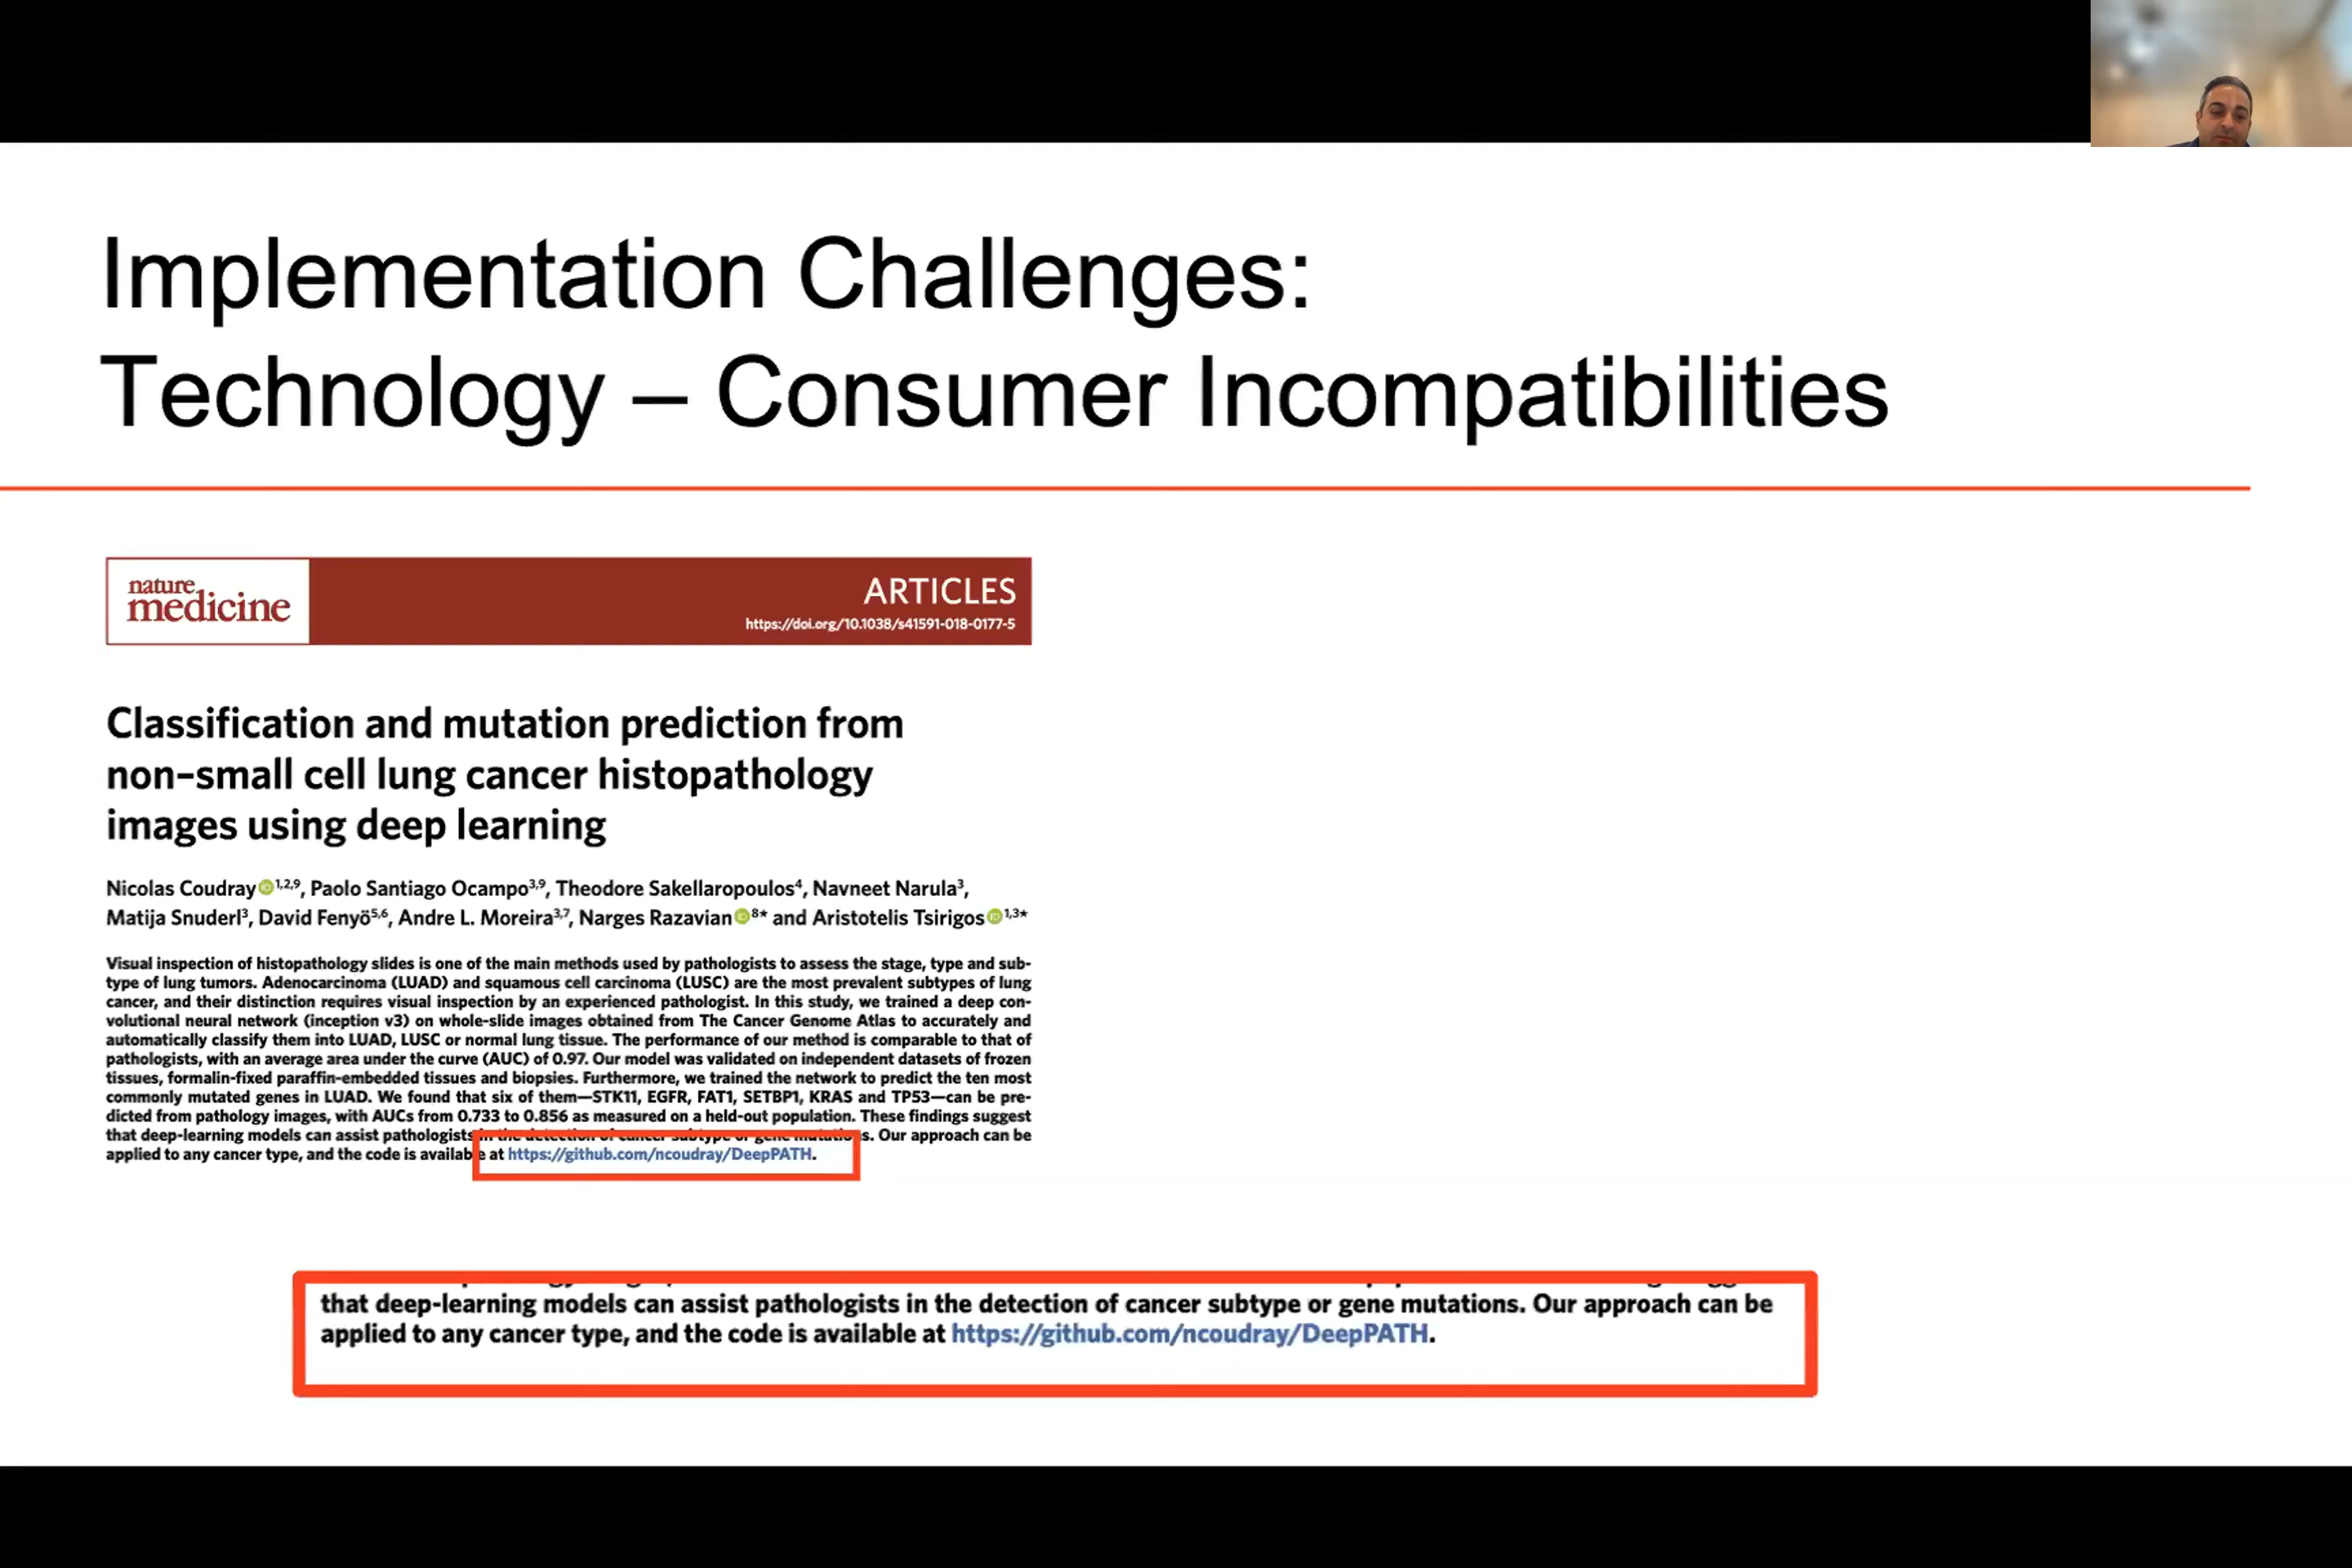 Implementation Challenges:
Technology – Consumer Incompatibilities
nature
medicine
ARTICLES
https://doi.org/10.1038/s41591-018-0177-5
Classification and mutation prediction from
non–small cell lung cancer histopathology
images using deep learning
Nicolas Coudray 1,2,9, Paolo Santiago Ocampo3,9, Theodore Sakellaropoulos4, Navneet Narula3,
Matija Snuderl3, David Fenyö5,6, Andre L. Moreira3,7, Narges Razavian 8* and Aristotelis Tsirigos 1,3*
Visual inspection of histopathology slides is one of the main methods used by pathologists to assess the stage, type and sub-
type of lung tumors. Adenocarcinoma (LUAD) and squamous cell carcinoma (LUSC) are the most prevalent subtypes of lung
cancer, and their distinction requires visual inspection by an experienced pathologist. In this study, we trained a deep con-
volutional neural network (inception v3) on whole-slide images obtained from The Cancer Genome Atlas to accurately and
automatically classify them into LUAD, LUSC or normal lung tissue. The performance of our method is comparable to that of
pathologists, with an average area under the curve (AUC) of 0.97. Our model was validated on independent datasets of frozen
tissues, formalin-fixed paraffin-embedded tissues and biopsies. Furthermore, we trained the network to predict the ten most
commonly mutated genes in LUAD. We found that six of them—STK11, EGFR, FAT1, SETBP1, KRAS and TP53—can be pre-
dicted from pathology images, with AUCs from 0.733 to 0.856 as measured on a held-out population. These findings suggest
that deep-learning models can assist pathologists in the detection of cancer subtype or gene mutations. Our approach can be
applied to any cancer type, and the code is available at https://github.com/ncoudray/DeepPATH.
that deep-learning models can assist pathologists in the detection of cancer subtype or gene mutations. Our approach can be
applied to any cancer type, and the code is available at https://github.com/ncoudray/DeepPATH.